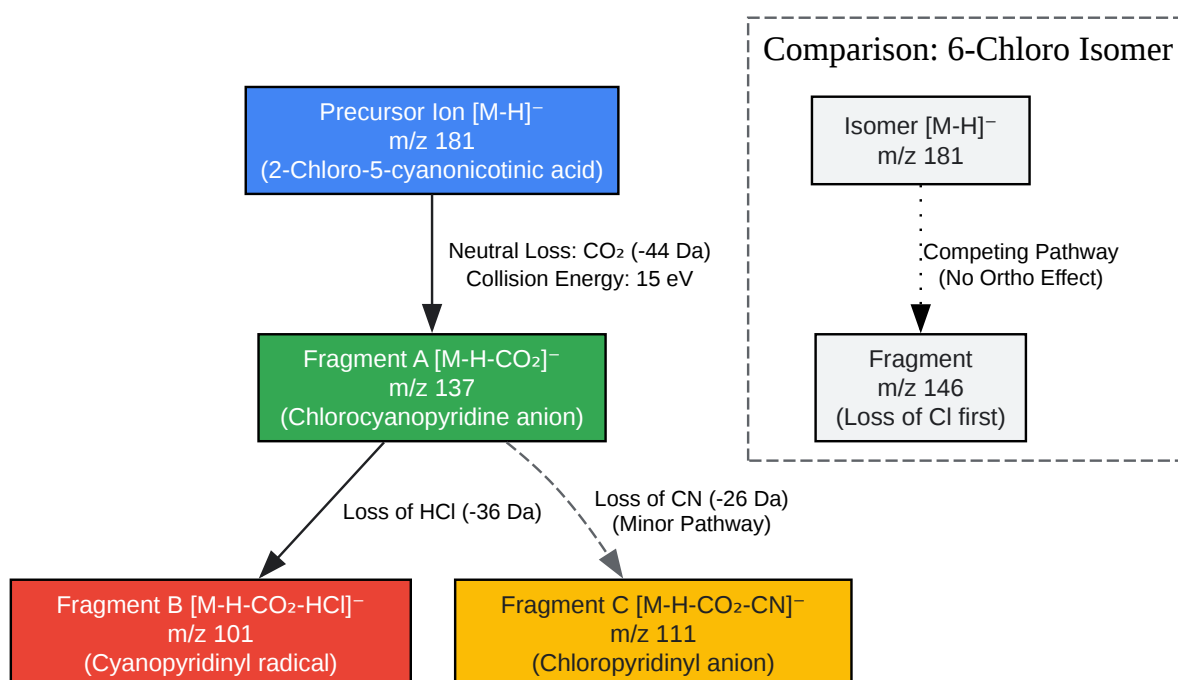 Comparison: 6-Chloro Isomer
Precursor Ion [M-H]⁻
m/z 181
(2-Chloro-5-cyanonicotinic acid)
Isomer [M-H]⁻
m/z 181
Neutral Loss: CO₂ (-44 Da)
Collision Energy: 15 eV
Competing Pathway
(No Ortho Effect)
Fragment A [M-H-CO₂]⁻
m/z 137
(Chlorocyanopyridine anion)
Fragment
m/z 146
(Loss of Cl first)
Loss of HCl (-36 Da)
Loss of CN (-26 Da)
(Minor Pathway)
Fragment B [M-H-CO₂-HCl]⁻
m/z 101
(Cyanopyridinyl radical)
Fragment C [M-H-CO₂-CN]⁻
m/z 111
(Chloropyridinyl anion)